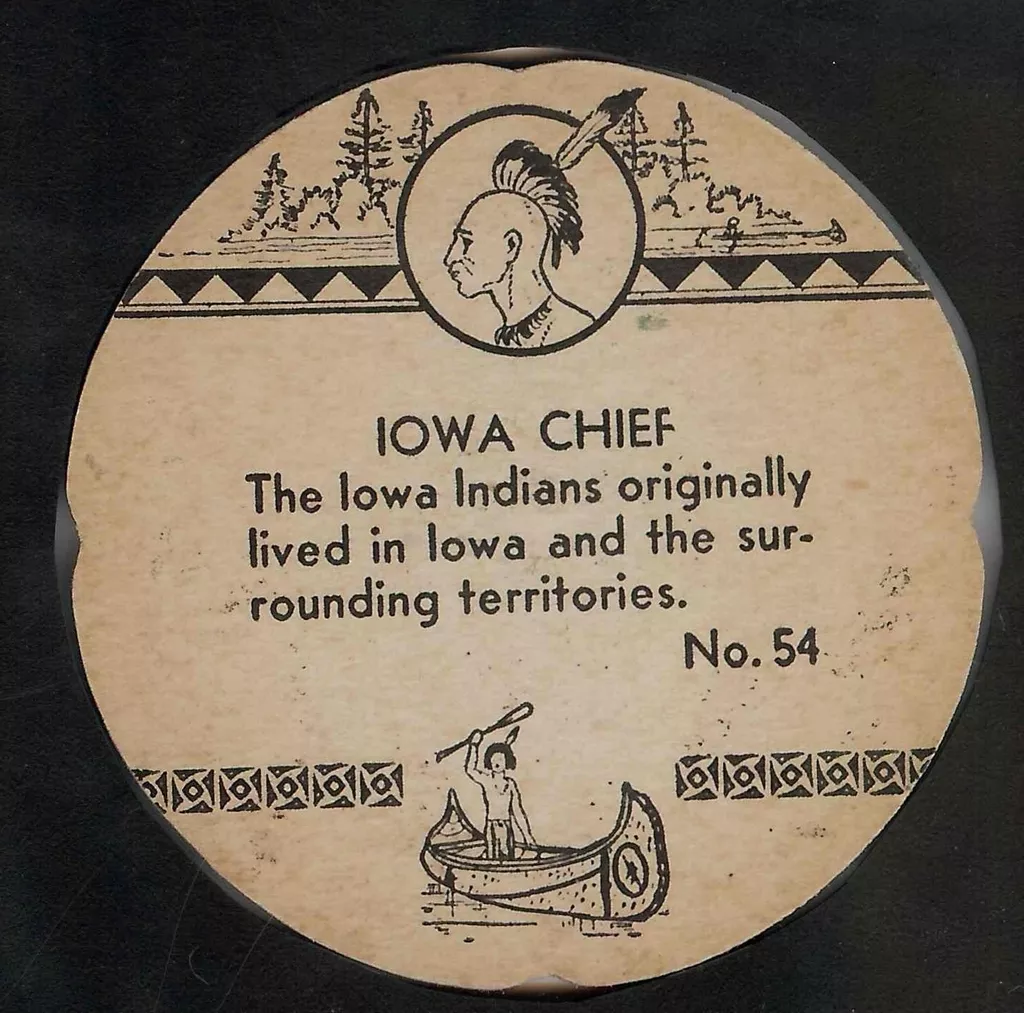 IOWA CHIEF
The Iowa Indians originally
lived in Iowa and the sur-
rounding territories.
No. 54